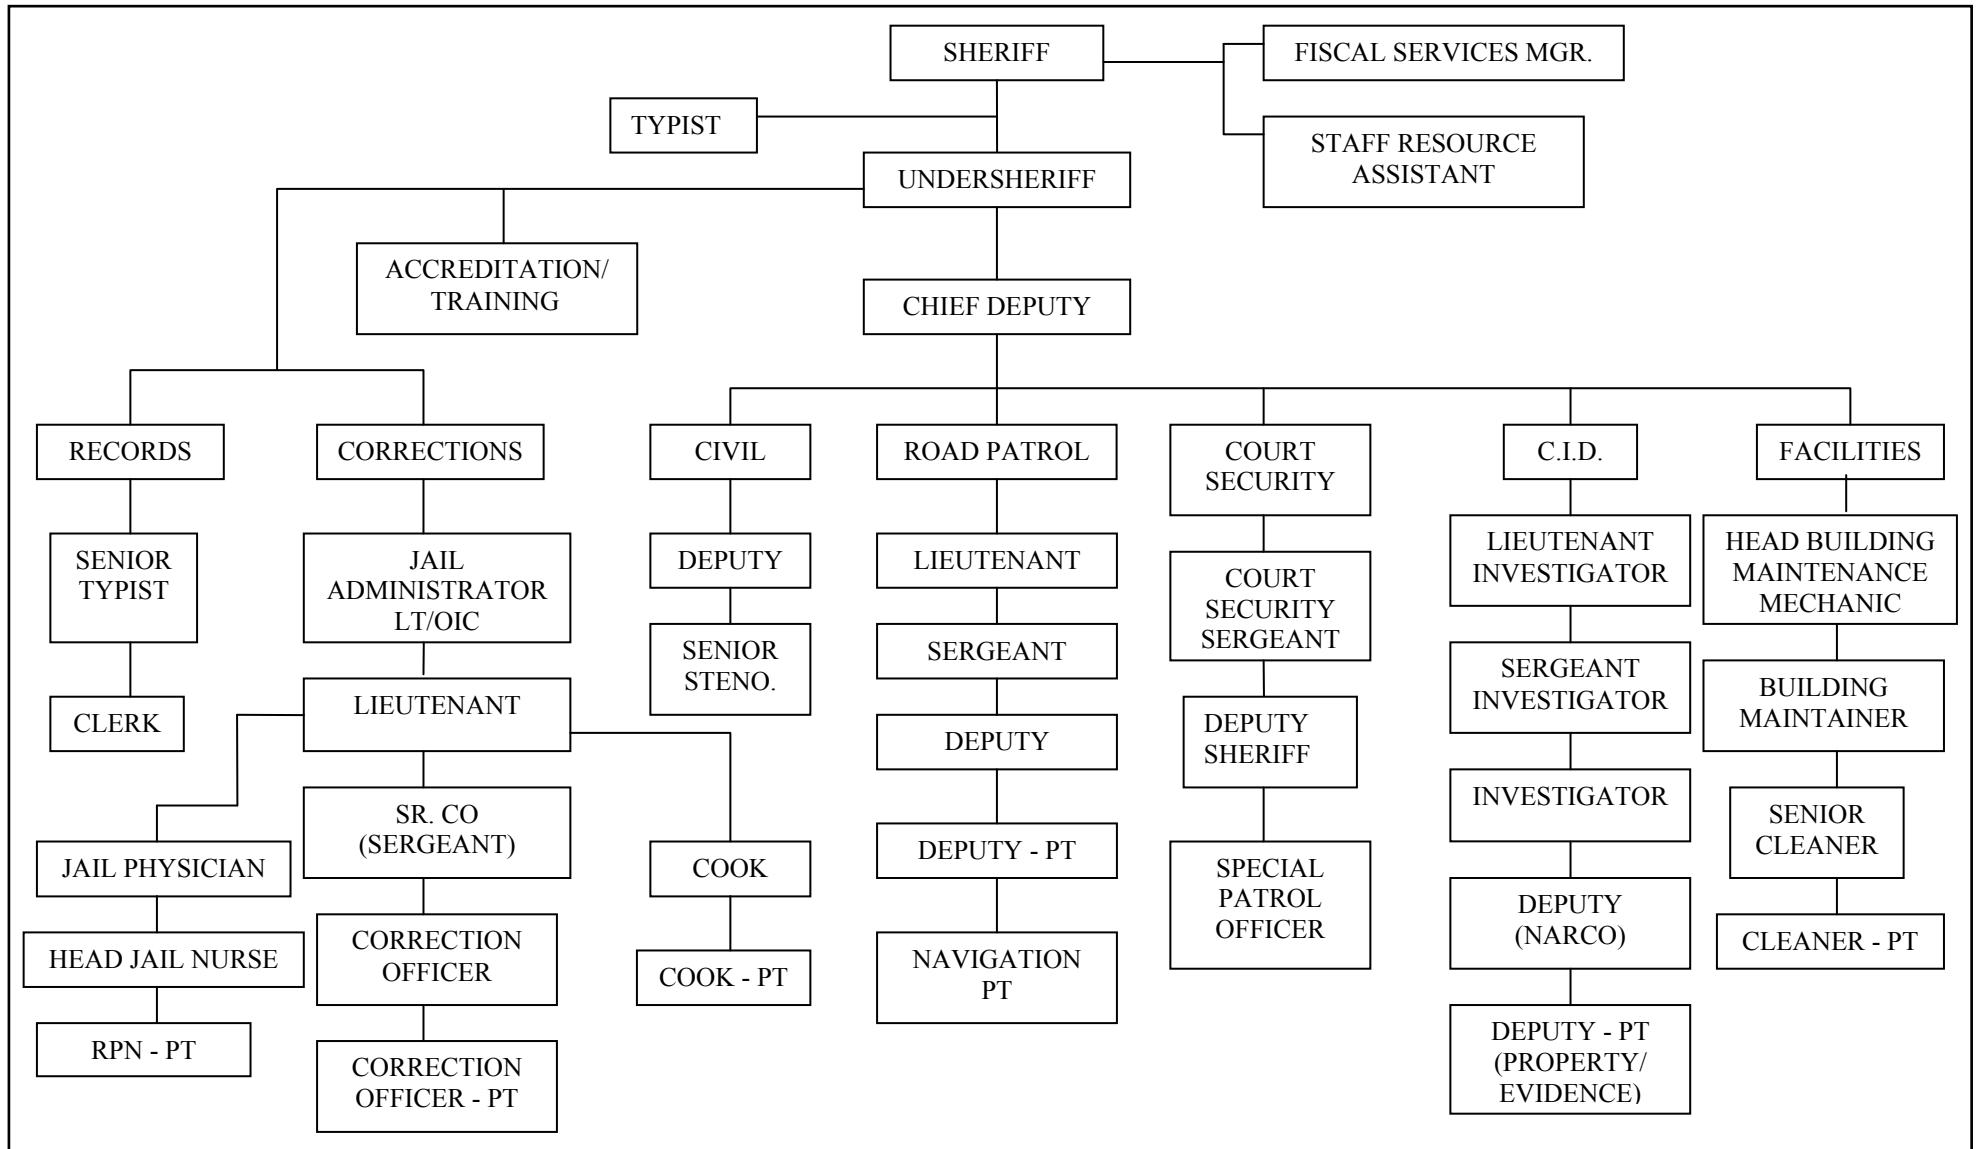 SHERIFF
FISCAL SERVICES MGR.
TYPIST
STAFF RESOURCE
ASSISTANT
UNDERSHERIFF
ACCREDITATION/
TRAINING
CHIEF DEPUTY
RECORDS
CORRECTIONS
CIVIL
ROAD PATROL
COURT
SECURITY
C.I.D.
FACILITIES
SENIOR
TYPIST
CLERK
JAIL
ADMINISTRATOR
LT/OIC
LIEUTENANT
JAIL PHYSICIAN
HEAD JAIL NURSE
RPN - PT
SR. CO
(SERGEANT)
CORRECTION
OFFICER
CORRECTION
OFFICER - PT
COOK
COOK - PT
DEPUTY
SENIOR
STENO.
LIEUTENANT
SERGEANT
DEPUTY
DEPUTY - PT
NAVIGATION
PT
COURT
SECURITY
SERGEANT
DEPUTY
SHERIFF
SPECIAL
PATROL
OFFICER
LIEUTENANT
INVESTIGATOR
SERGEANT
INVESTIGATOR
INVESTIGATOR
DEPUTY
(NARCO)
DEPUTY - PT
(PROPERTY/
EVIDENCE)
HEAD BUILDING
MAINTENANCE
MECHANIC
BUILDING
MAINTAINER
SENIOR
CLEANER
CLEANER - PT